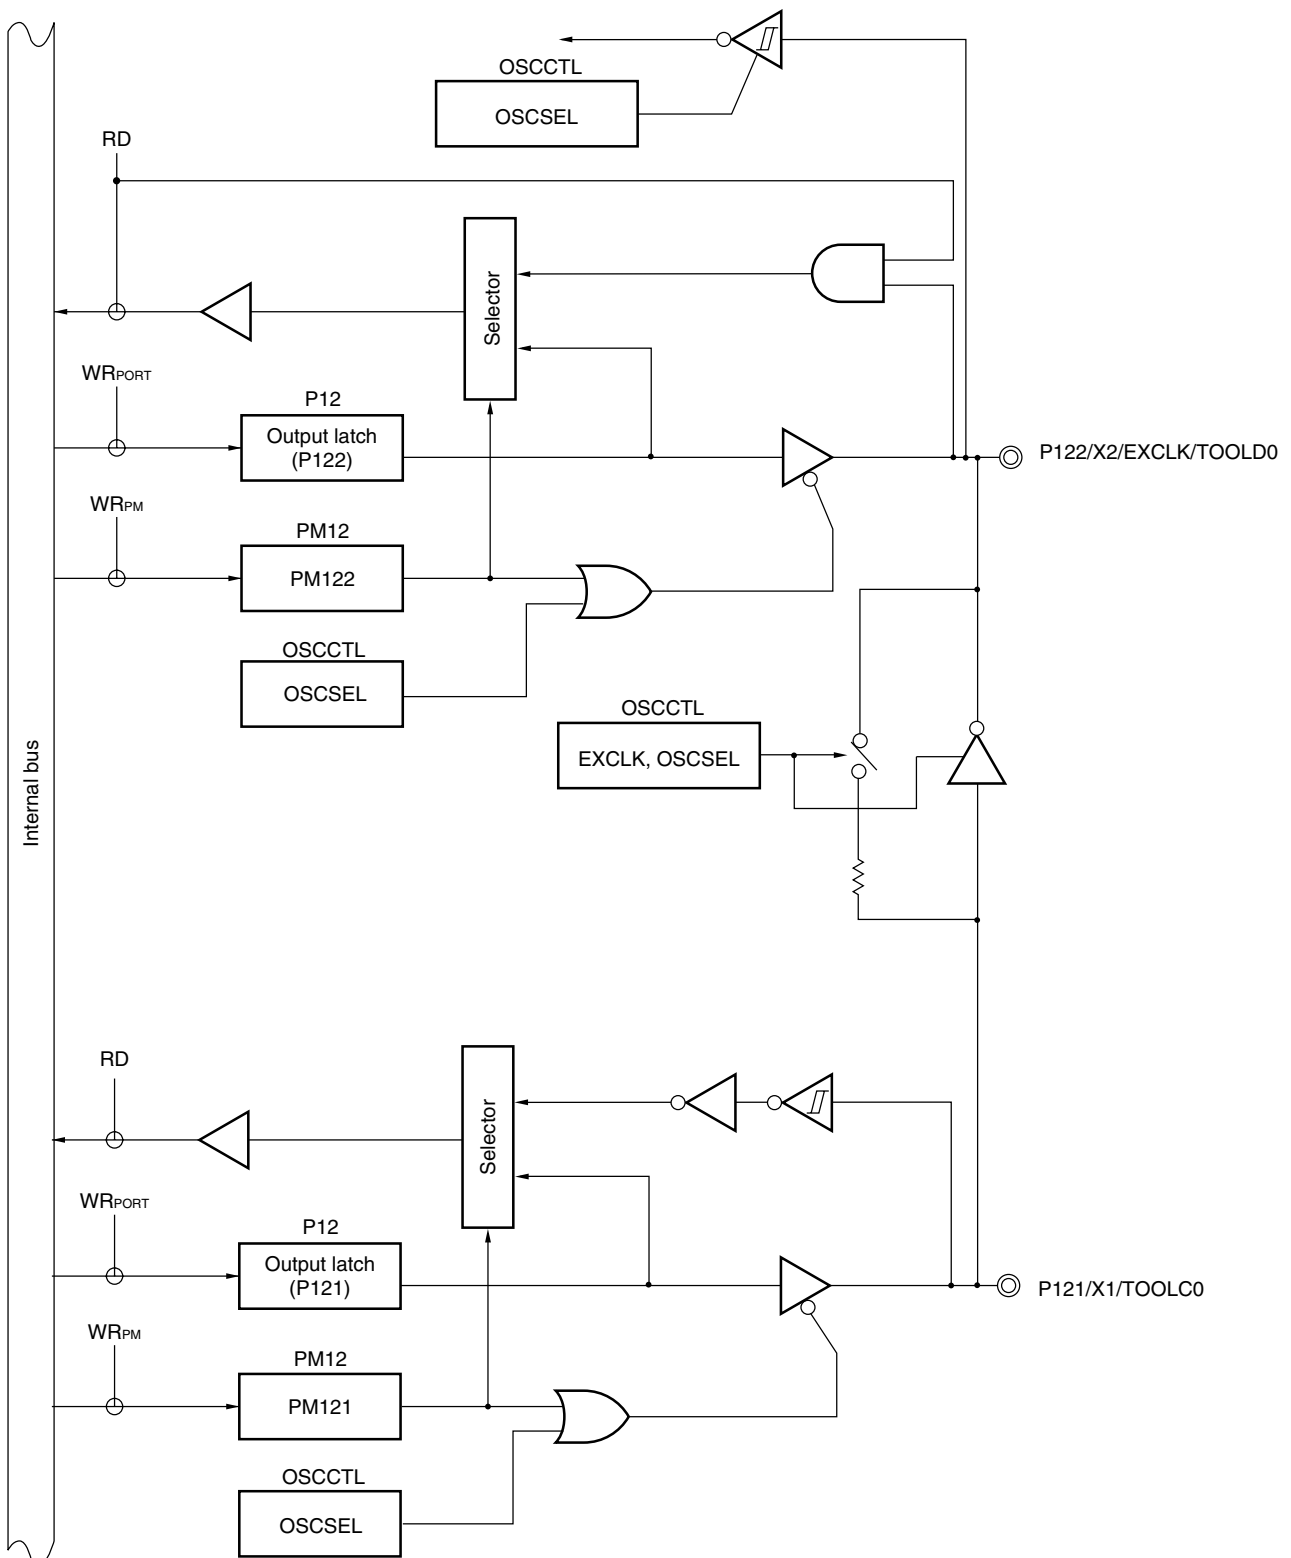 OSCCTL
OSCSEL
RD
Selector
WRPORT
P12
Output latch
(P122)
P122/X2/EXCLK/TOOLD0
WRPM
PM12
PM122
OSCCTL
OSCSEL
OSCCTL
EXCLK, OSCSEL
Internal bus
RD
Selector
WRPORT
P12
Output latch
(P121)
P121/X1/TOOLC0
WRPM
PM12
PM121
OSCCTL
OSCSEL